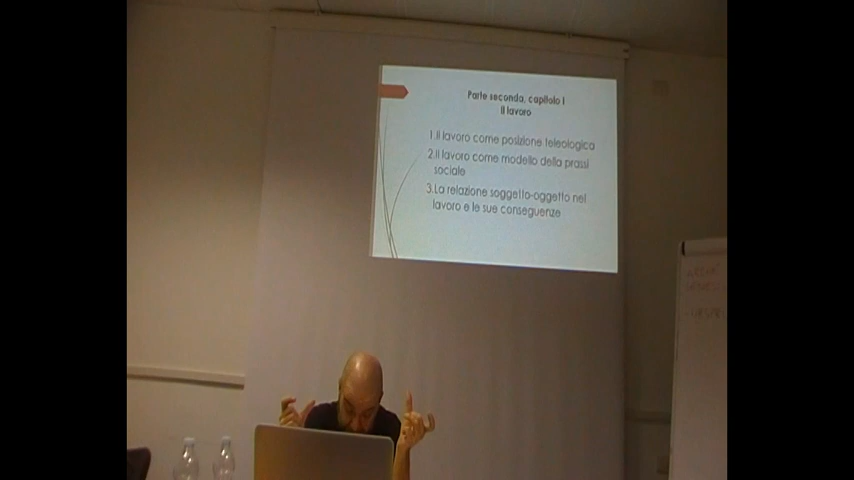 Parte seconda, capitolo I
Il lavoro
1.Il lavoro come posizione teleologica
2.Il lavoro come modello della prassi
sociale
3.La relazione soggetto-oggetto nel
lavoro e le sue conseguenze